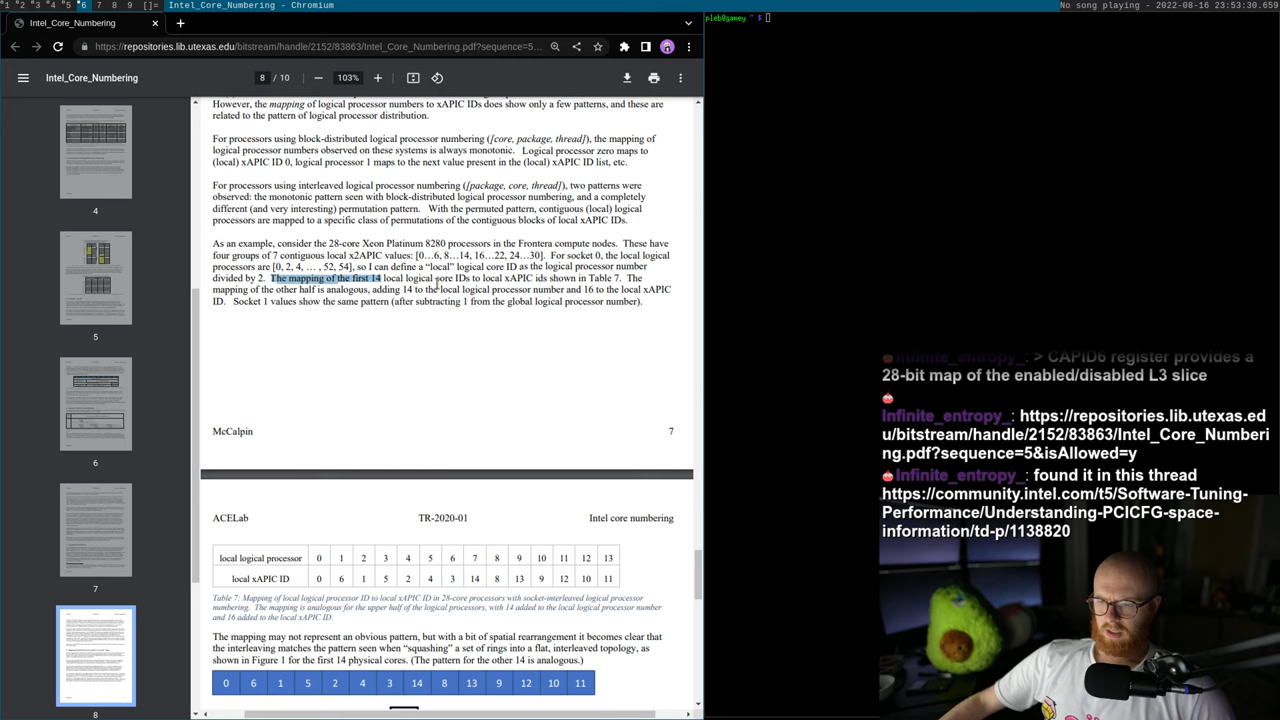 1 2 3 4 5 6 7 8 9 10
Intel_Core_Numbering - Chromium
No song playing - 2022-08-16 23:53:30.659
Intel_Core_Numbering
https://repositories.lib.utexas.edu/bitstream/handle/2152/83863/Intel_Core_Numbering.pdf?sequence=5...
pleb@gamey ~ $
Intel_Core_Numbering
8 / 10
103%
However, the mapping of logical processor numbers to xAPIC IDs does show only a few patterns, and these are
related to the pattern of logical processor distribution.
For processors using block-distributed logical processor numbering ([core, package, thread]), the mapping of
logical processor numbers observed on these systems is always monotonic. Logical processor zero maps to
(local) xAPIC ID 0, logical processor 1 maps to the next value present in the (local) xAPIC ID list, etc.
For processors using interleaved logical processor numbering ([package, core, thread]), two patterns were
observed: the monotonic pattern seen with block-distributed logical processor numbering, and a completely
different (and very interesting) permutation pattern. With the permuted pattern, contiguous (local) logical
processors are mapped to a specific class of permutations of the contiguous blocks of local xAPIC IDs.
As an example, consider the 28-core Xeon Platinum 8280 processors in the Frontera compute nodes. These have
four groups of 7 contiguous local x2APIC values: [0…6, 8…14, 16…22, 24…30]. For socket 0, the local logical
processors are [0, 2, 4, … , 52, 54], so I can define a “local” logical core ID as the logical processor number
divided by 2. The mapping of the first 14 local logical core IDs to local xAPIC ids shown in Table 7. The
mapping of the other half is analogous, adding 14 to the local logical processor number and 16 to the local xAPIC
ID. Socket 1 values show the same pattern (after subtracting 1 from the global logical processor number).
McCalpin
7
ACELab
TR-2020-01
Intel core numbering
local logical processor 0 1 2 3 4 5 6 7 8 9 10 11 12 13
local xAPIC ID 0 6 1 5 2 4 3 14 8 13 9 12 10 11
Table 7: Mapping of local logical processor ID to local xAPIC ID in 28-core processors with socket-interleaved logical processor
numbering. The mapping is analogous for the upper half of the logical processors, with 14 added to the local logical processor number
and 16 added to the local xAPIC ID.
The mapping may not represent any obvious pattern, but with a bit of spatial rearrangement it becomes clear that
the interleaving matches the pattern seen when “squashing” a set of rings into a flat, interleaved topology, as
shown in Figure 1 for the first 14 physical cores. (The pattern for the other 14 is analogous.)
0 6 1 5 2 4 3 14 8 13 9 12 10 11
4
5
6
7
8
Infinite_entropy_: > CAPID6 register provides a
28-bit map of the enabled/disabled L3 slice
Infinite_entropy_: https://repositories.lib.utexas.ed
u/bitstream/handle/2152/83863/Intel_Core_Numberi
ng.pdf?sequence=5&isAllowed=y
Infinite_entropy_: found it in this thread
https://community.intel.com/t5/Software-Tuning-
Performance/Understanding-PCICFG-space-
information/td-p/1138820